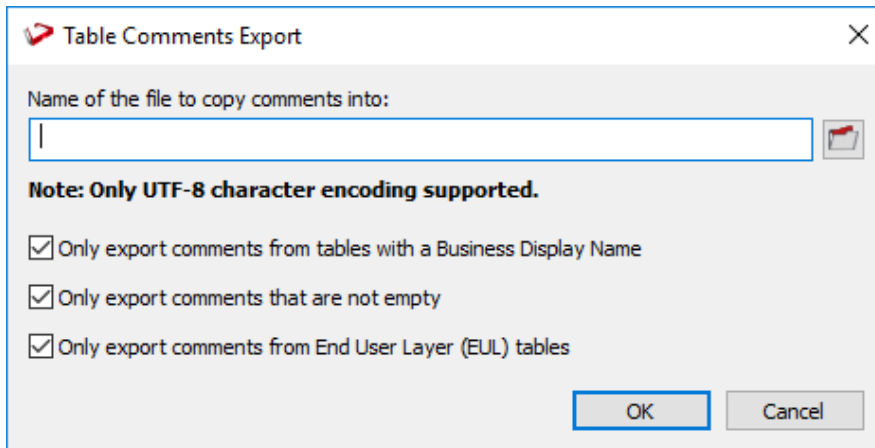 Table Comments Export
Name of the file to copy comments into:
Note: Only UTF-8 character encoding supported.
Only export comments from tables with a Business Display Name
Only export comments that are not empty
Only export comments from End User Layer (EUL) tables
OK Cancel